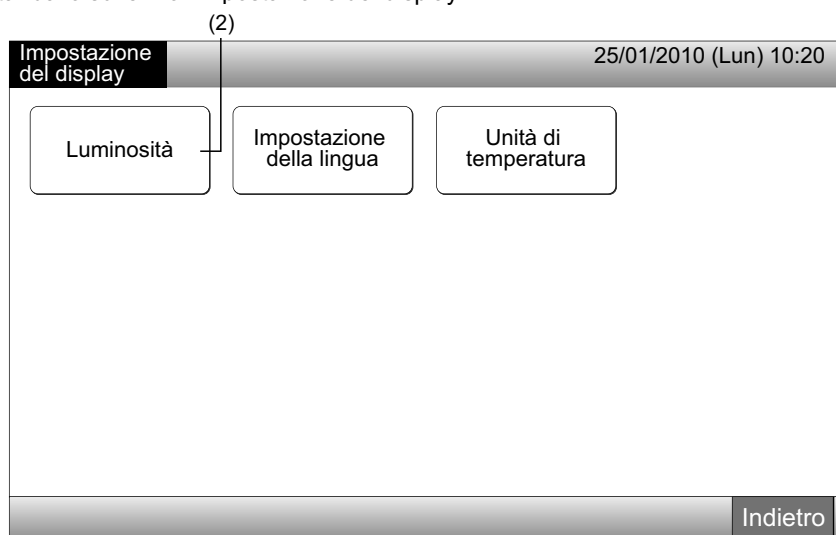 (2)
Impostazione
del display
25/01/2010 (Lun) 10:20
Luminosità
Impostazione
della lingua
Unità di
temperatura
Indietro